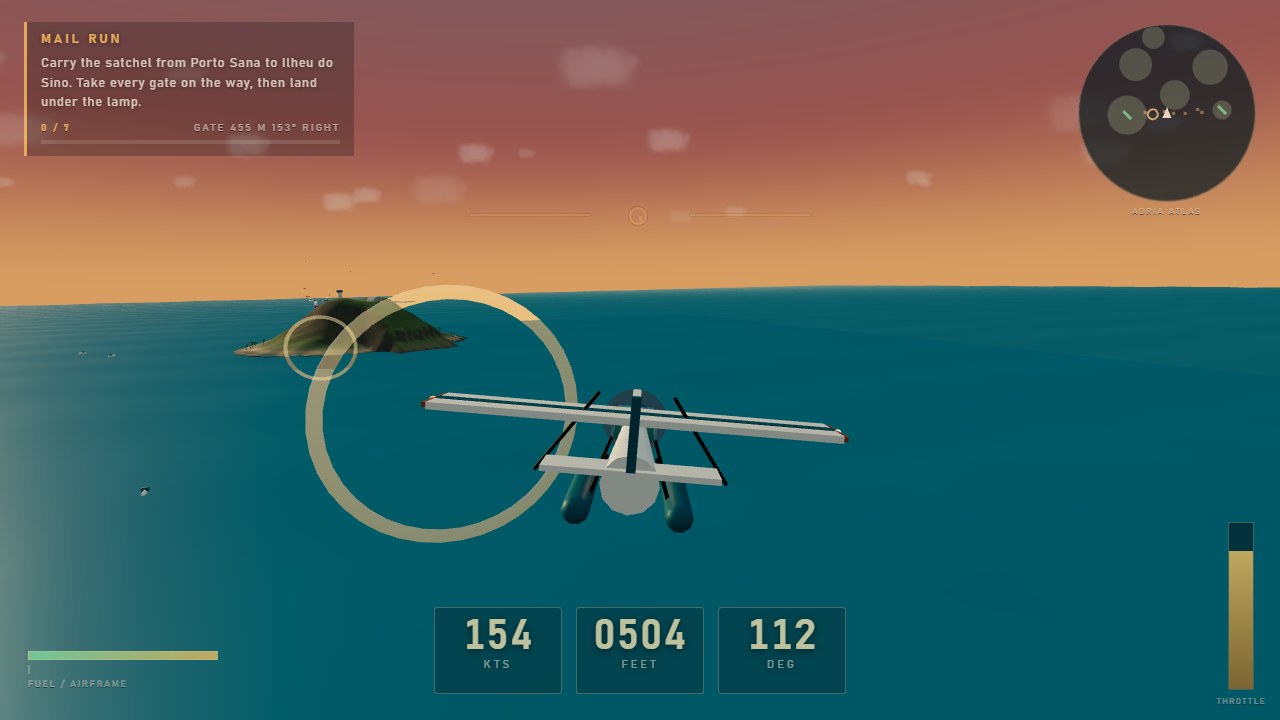 MAIL RUN
Carry the satchel from Porto Sana to Ilheu do
Sino. Take every gate on the way, then land
under the lamp.
0 / 7
GATE 455 M 153° RIGHT
ADRIA ATLAS
154
KTS
0504
FEET
112
DEG
FUEL / AIRFRAME
THROTTLE